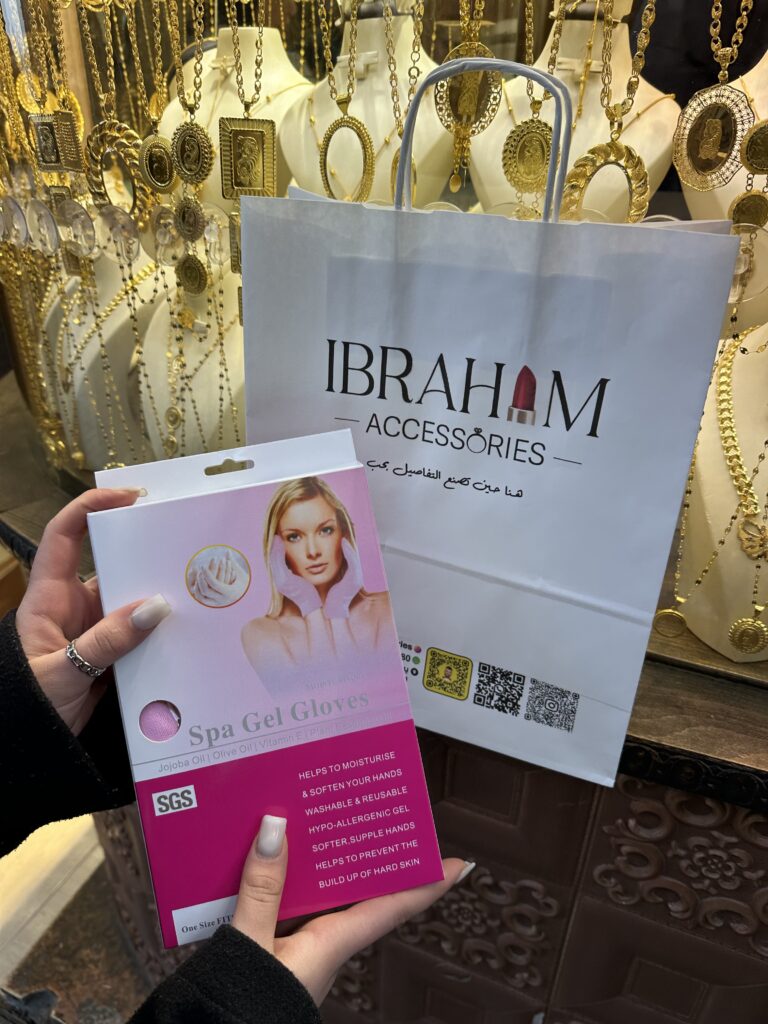 IBRAHIM
ACCESSORIES
هنا حين تصنع التفاصيل بحب
Spa Gel Gloves
Jojoba Oil | Olive Oil | Vitamin E |
SGS
HELPS TO MOISTURISE
& SOFTEN YOUR HANDS
WASHABLE & REUSABLE
HYPO-ALLERGENIC GEL
SOFTER,SUPPLE HANDS
HELPS TO PREVENT THE
BUILD UP OF HARD SKIN
One Size